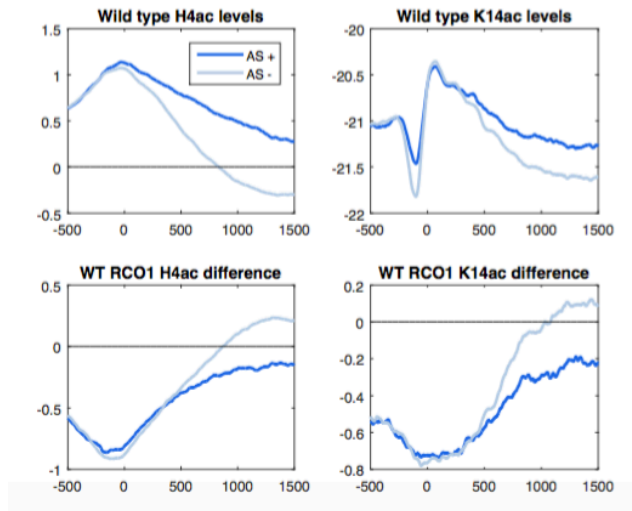 Wild type H4ac levels
1.5
1
0.5
0
-0.5
-500 0 500 1000 1500
AS +
AS -
Wild type K14ac levels
-20
-20.5
-21
-21.5
-22
-500 0 500 1000 1500
WT RCO1 H4ac difference
0.5
0
-0.5
-1
-500 0 500 1000 1500
WT RCO1 K14ac difference
0.2
0
-0.2
-0.4
-0.6
-0.8
-500 0 500 1000 1500